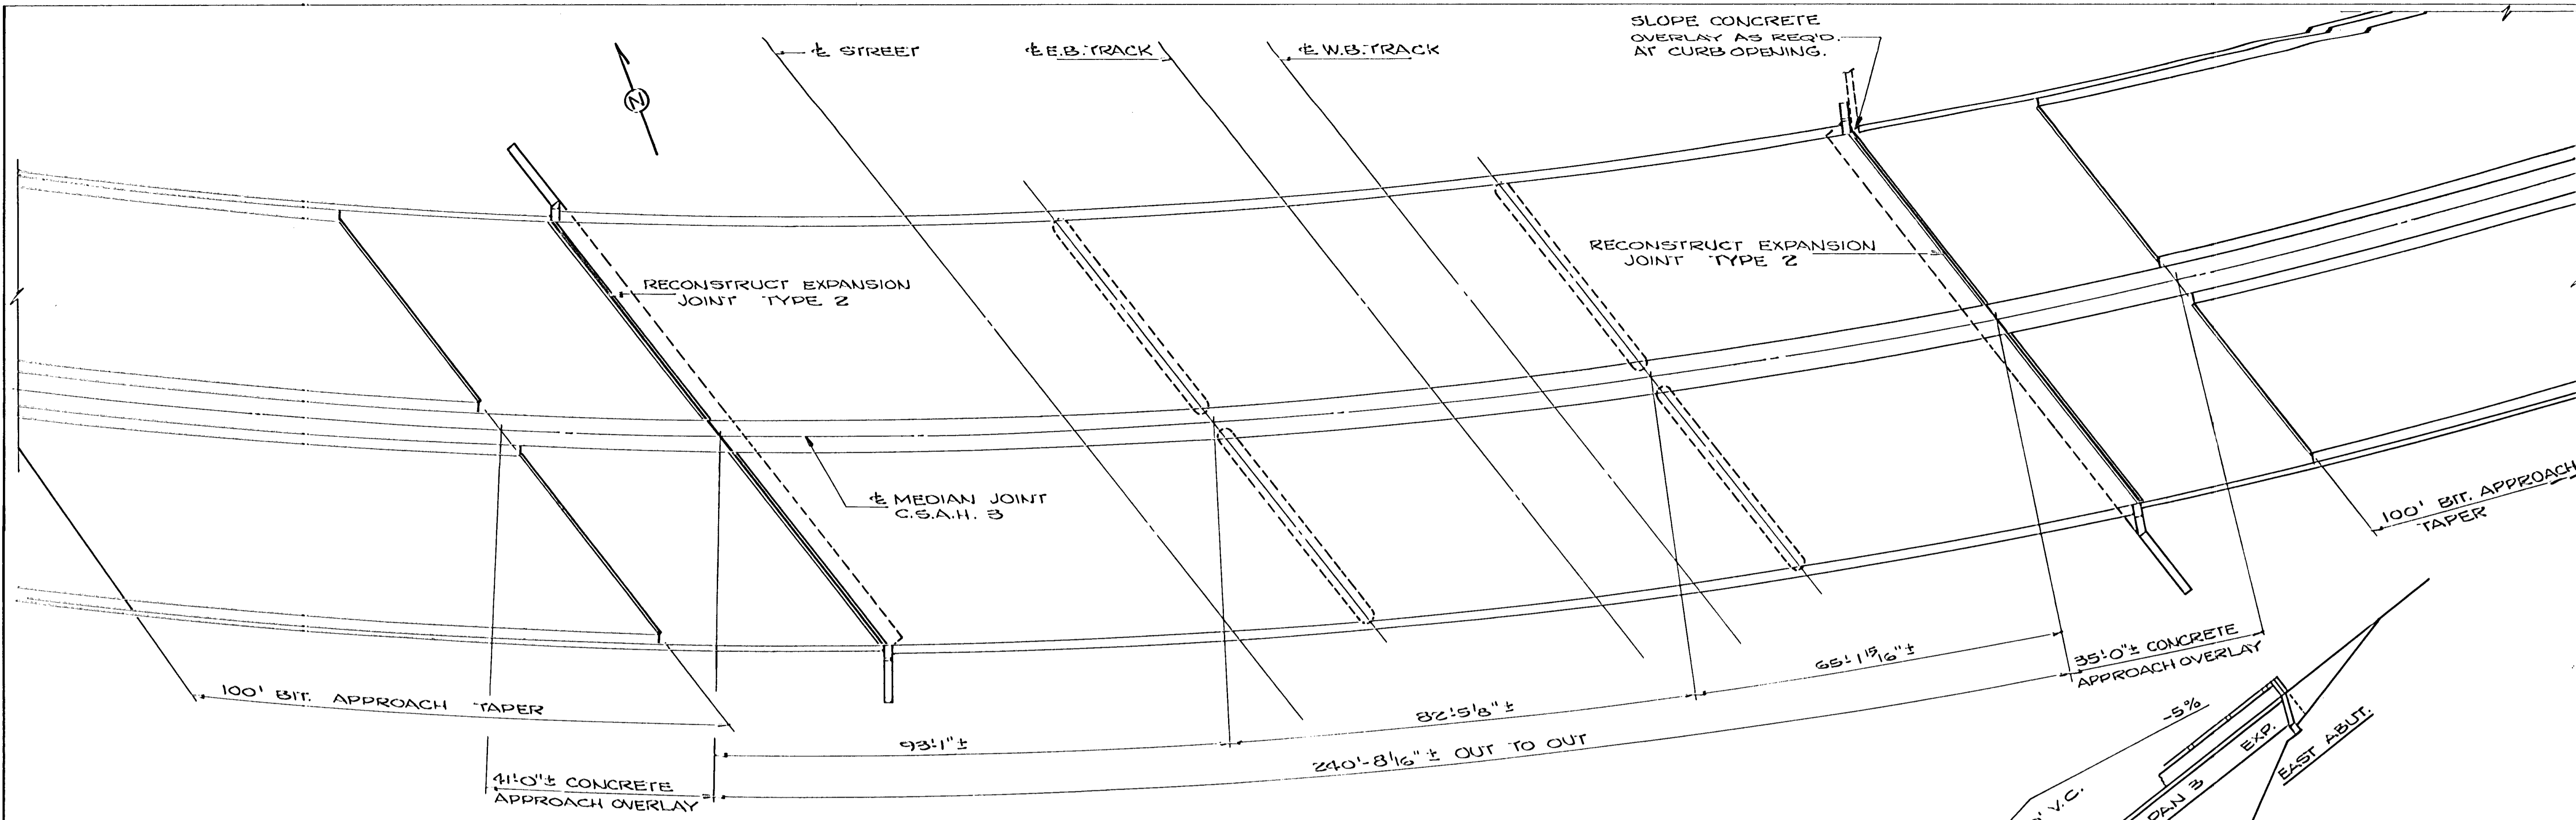 SLOPE CONCRETE
OVERLAY AS REQ'D.
AT CURB OPENING.
℄ STREET
℄ E.B. TRACK
℄ W.B. TRACK
N
RECONSTRUCT EXPANSION
JOINT TYPE 2
RECONSTRUCT EXPANSION
JOINT TYPE 2
℄ MEDIAN JOINT
C.S.A.H. 3
100' BIT. APPROACH
TAPER
100' BIT. APPROACH TAPER
41'-0"± CONCRETE
APPROACH OVERLAY
93'-1"±
82'-5 1/8"±
65'-1 15/16"±
35'-0"± CONCRETE
APPROACH OVERLAY
240'-8 1/16"± OUT TO OUT
-5%
EXP.
EAST ABUT.
V.C.